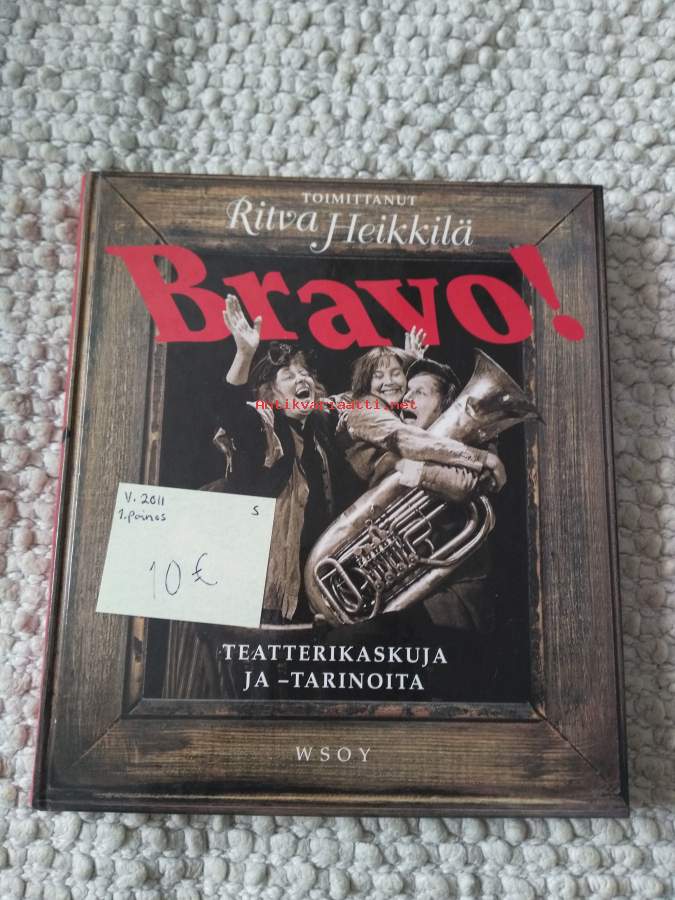 TOIMITTANUT
Ritva Heikkilä
Bravo!
Antikvariaatti.net
V. 2011 S
1. painos
10 €
TEATTERIKASKUJA
JA –TARINOITA
WSOY